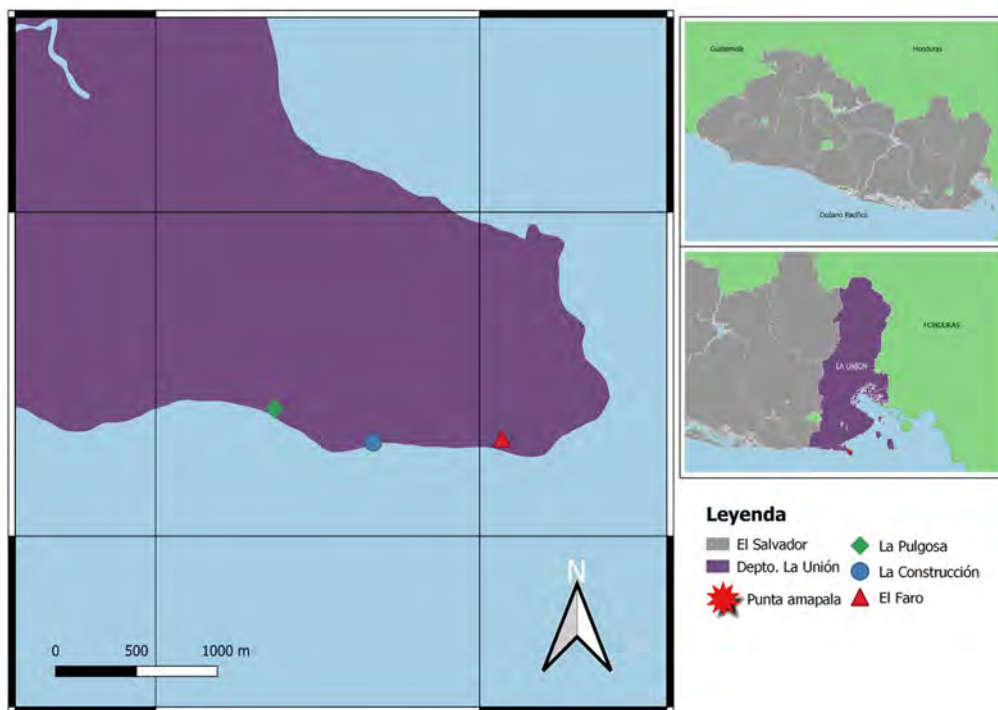 N
0 500 1000 m
Guatemala
Honduras
Océano Pacífico
HONDURAS
LA UNIÓN
Leyenda
El Salvador
Depto. La Unión
Punta amapala
La Pulgosa
La Construcción
El Faro